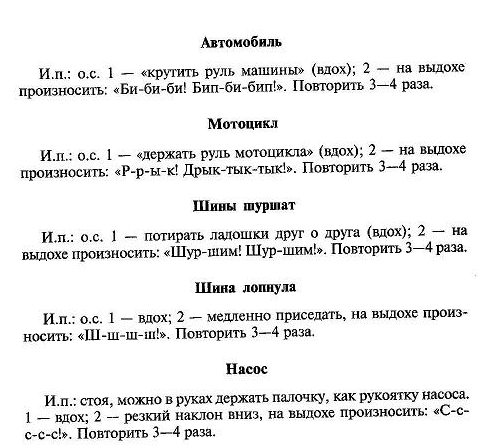 Автомобиль
И.п.: о.с. 1 — «крутить руль машины» (вдох); 2 — на выдохе
произносить: «Би-би-би! Бип-би-бип!». Повторить 3—4 раза.
Мотоцикл
И.п.: о.с. 1 — «держать руль мотоцикла» (вдох); 2 — на выдохе
произносить: «Р-р-ы-к! Дрык-тык-тык!». Повторить 3—4 раза.
Шины шуршат
И.п.: о.с. 1 — потирать ладошки друг о друга (вдох); 2 — на
выдохе произносить: «Шур-шим! Шур-шим!». Повторить 3—4 раза.
Шина лопнула
И.п.: о.с. 1 — вдох; 2 — медленно приседать, на выдохе произ-
носить: «Ш-ш-ш-ш!». Повторить 3—4 раза.
Насос
И.п.: стоя, можно в руках держать палочку, как рукоятку насоса.
1 — вдох; 2 — резкий наклон вниз, на выдохе произносить: «С-с-
с-с-с!». Повторить 3—4 раза.